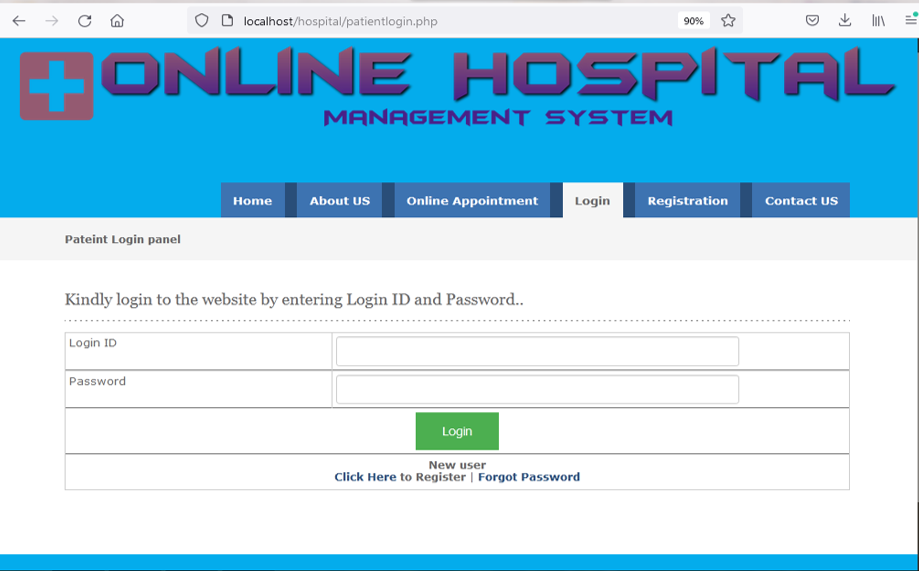 localhost/hospital/patientlogin.php 90%
ONLINE HOSPITAL
MANAGEMENT SYSTEM
Home About US Online Appointment Login Registration Contact US
Pateint Login panel
Kindly login to the website by entering Login ID and Password..
Login ID
Password
Login
New user
Click Here to Register | Forgot Password